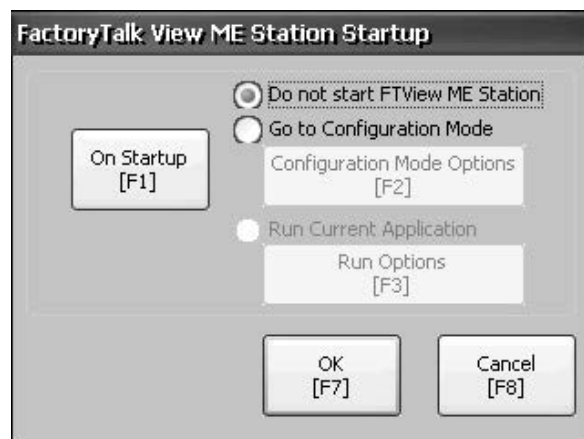 FactoryTalk View ME Station Startup
Do not start FTView ME Station
Go to Configuration Mode
On Startup
[F1]
Configuration Mode Options
[F2]
Run Current Application
Run Options
[F3]
OK
[F7]
Cancel
[F8]